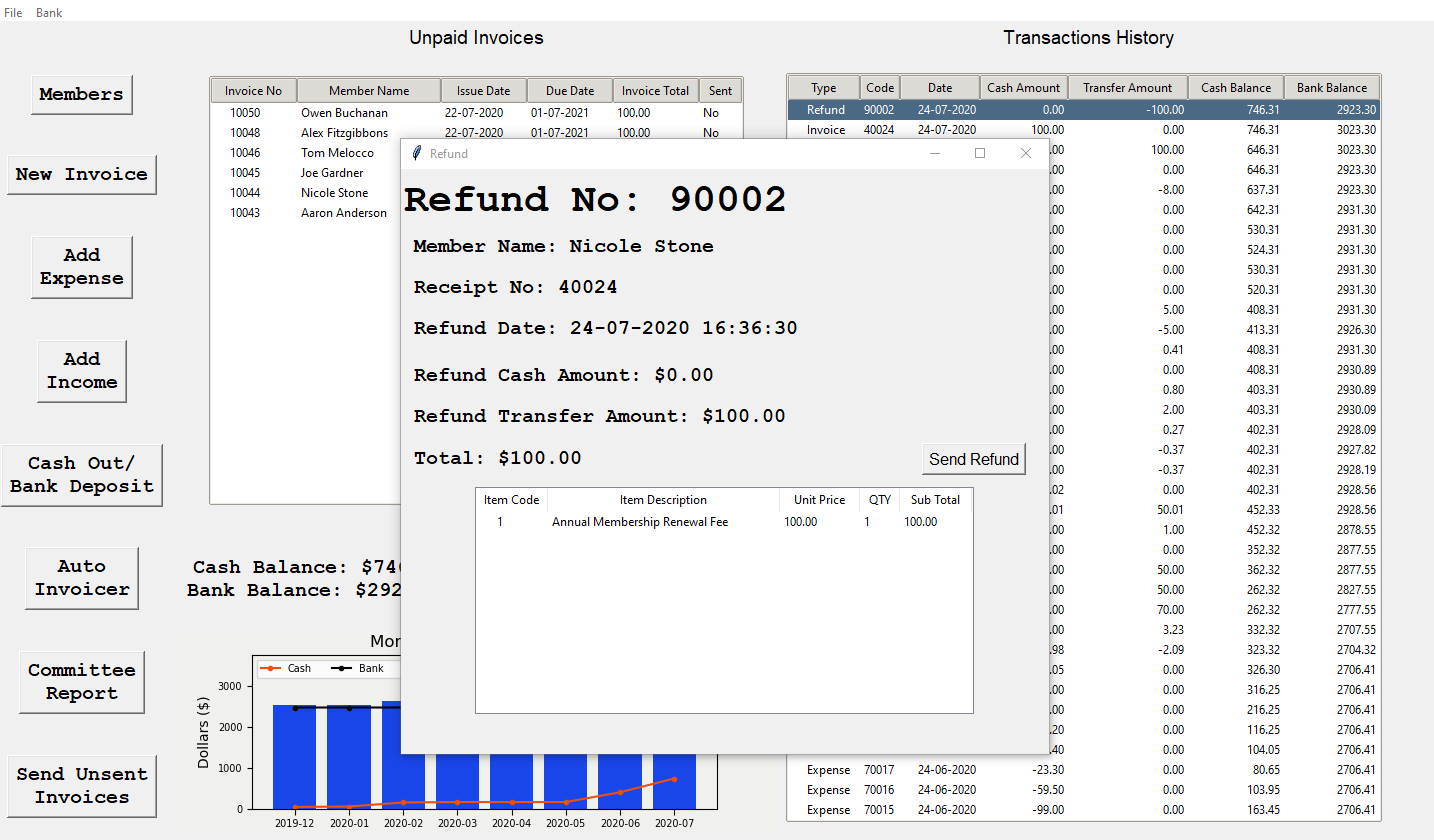 File Bank
Unpaid Invoices
Transactions History
Members
New Invoice
Add
Expense
Add
Income
Cash Out/
Bank Deposit
Auto
Invoicer
Committee
Report
Send Unsent
Invoices
Invoice No Member Name Issue Date Due Date Invoice Total Sent
10050 Owen Buchanan 22-07-2020 01-07-2021 100.00 No
10048 Alex Fitzgibbons 22-07-2020 01-07-2021 100.00 No
10046 Tom Melocco
10045 Joe Gardner
10044 Nicole Stone
10043 Aaron Anderson
Refund
Refund No: 90002
Member Name: Nicole Stone
Receipt No: 40024
Refund Date: 24-07-2020 16:36:30
Refund Cash Amount: $0.00
Refund Transfer Amount: $100.00
Total: $100.00
Send Refund
Item Code Item Description Unit Price QTY Sub Total
1 Annual Membership Renewal Fee 100.00 1 100.00
Cash Balance: $74
Bank Balance: $292
Mon
Cash Bank
Dollars ($)
3000
2000
1000
0
2019-12 2020-01 2020-02 2020-03 2020-04 2020-05 2020-06 2020-07
Type Code Date Cash Amount Transfer Amount Cash Balance Bank Balance
Refund 90002 24-07-2020 0.00 -100.00 746.31 2923.30
Invoice 40024 24-07-2020 100.00 0.00 746.31 3023.30
.00 100.00 646.31 3023.30
.00 0.00 646.31 2923.30
.00 -8.00 637.31 2923.30
.00 0.00 642.31 2931.30
.00 0.00 530.31 2931.30
.00 0.00 524.31 2931.30
.00 0.00 530.31 2931.30
.00 0.00 520.31 2931.30
.00 5.00 408.31 2931.30
.00 -5.00 413.31 2926.30
.00 0.41 408.31 2931.30
.00 0.00 408.31 2930.89
.00 0.80 403.31 2930.89
.00 2.00 403.31 2930.09
.00 0.27 402.31 2928.09
.00 -0.37 402.31 2927.82
.00 -0.37 402.31 2928.19
.02 0.00 402.31 2928.56
.01 50.01 452.33 2928.56
.00 1.00 452.32 2878.55
.00 0.00 352.32 2877.55
.00 50.00 362.32 2877.55
.00 50.00 262.32 2827.55
.00 70.00 262.32 2777.55
.00 3.23 332.32 2707.55
.98 -2.09 323.32 2704.32
.05 0.00 326.30 2706.41
.00 0.00 316.25 2706.41
.00 0.00 216.25 2706.41
.20 0.00 116.25 2706.41
.40 0.00 104.05 2706.41
Expense 70017 24-06-2020 -23.30 0.00 80.65 2706.41
Expense 70016 24-06-2020 -59.50 0.00 103.95 2706.41
Expense 70015 24-06-2020 -99.00 0.00 163.45 2706.41